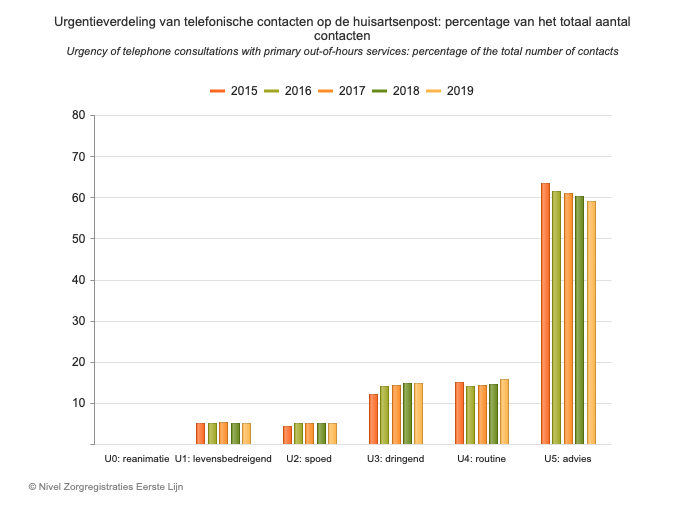 Urgentieverdeling van telefonische contacten op de huisartsenpost: percentage van het totaal aantal
contacten
Urgency of telephone consultations with primary out-of-hours services: percentage of the total number of contacts
2015 2016 2017 2018 2019
80
70
60
50
40
30
20
10
U0: reanimatie U1: levensbedreigend U2: spoed U3: dringend U4: routine U5: advies
© Nivel Zorgregistraties Eerste Lijn